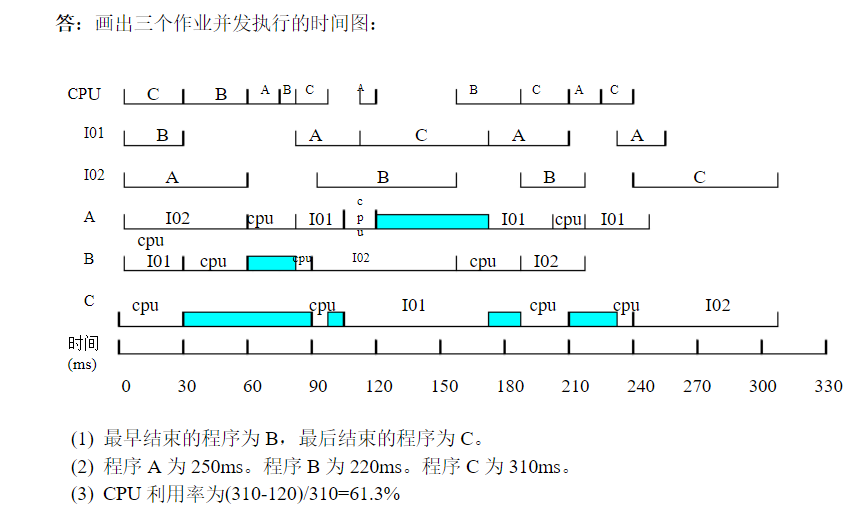 答：画出三个作业并发执行的时间图：
CPU C B A B C A B C A C
I01 B A C A A
I02 A B B C
A I02 cpu I01 cpu I01 cpu I01
cpu
B I01 cpu cpu I02 cpu I02
C cpu cpu I01 cpu cpu I02
时间
(ms)
0 30 60 90 120 150 180 210 240 270 300 330
(1) 最早结束的程序为 B，最后结束的程序为 C。
(2) 程序 A 为 250ms。程序 B 为 220ms。程序 C 为 310ms。
(3) CPU 利用率为(310-120)/310=61.3%